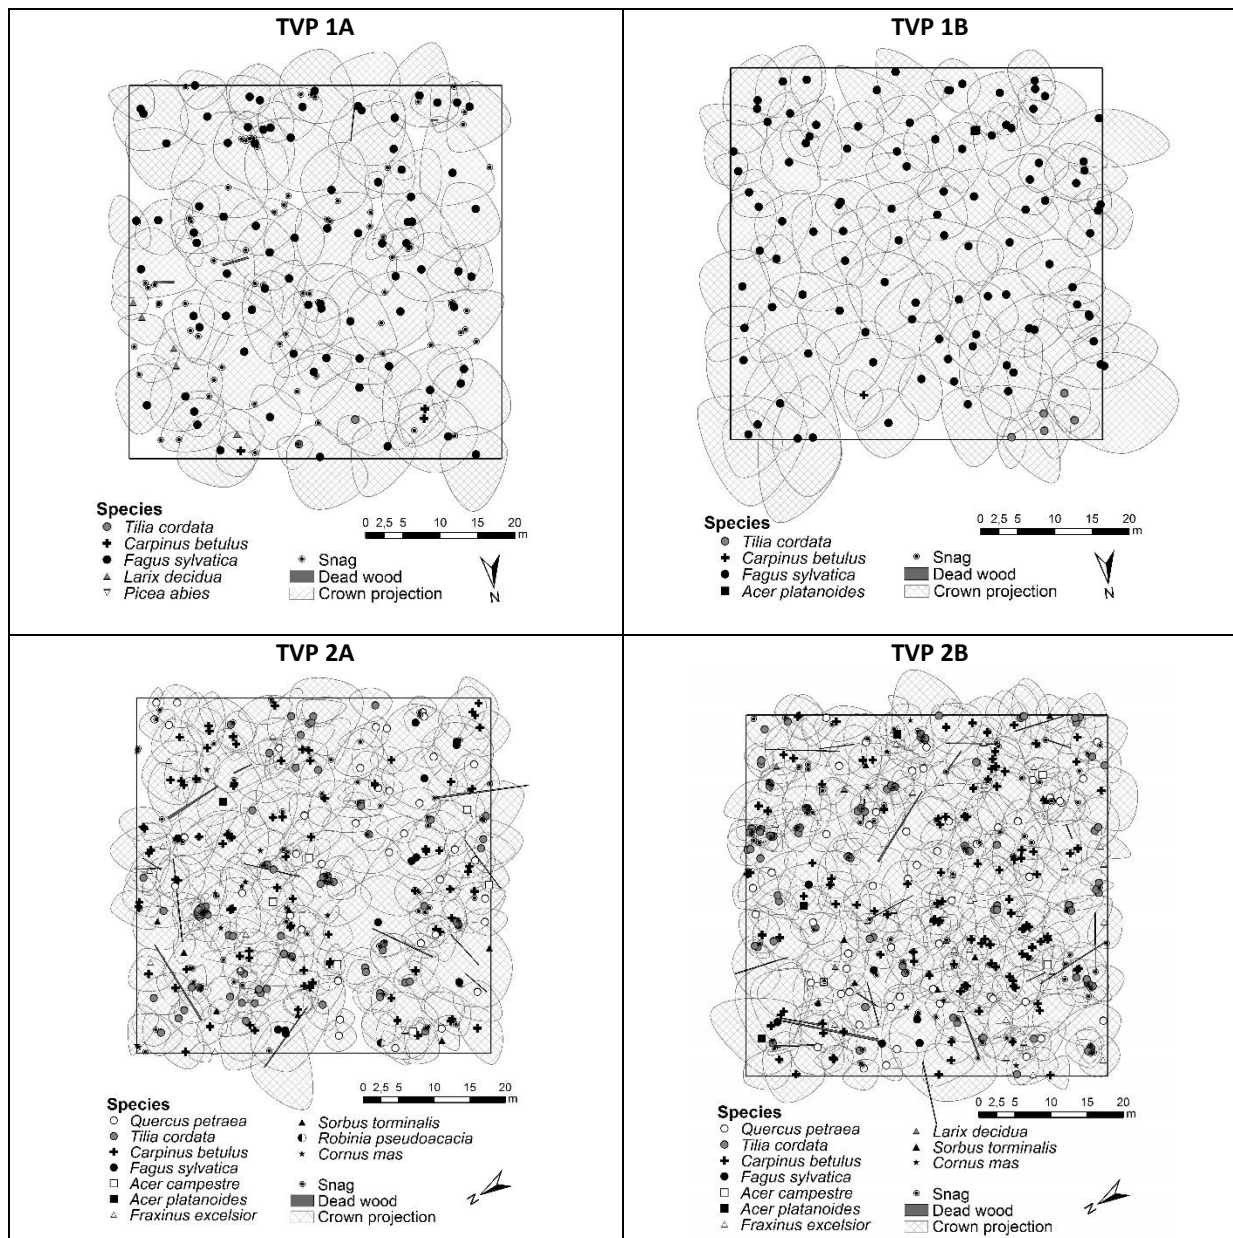 TVP 1A
Species
Tilia cordata
Carpinus betulus
Fagus sylvatica
Larix decidua
Picea abies
0 2,5 5 10 15 20
m
Snag
Dead wood
Crown projection
N
TVP 1B
Species
Tilia cordata
Carpinus betulus
Fagus sylvatica
Acer platanoides
0 2,5 5 10 15 20
m
Snag
Dead wood
Crown projection
N
TVP 2A
0 2,5 5 10 15 20
m
Species
Quercus petraea
Tilia cordata
Carpinus betulus
Fagus sylvatica
Acer campestre
Acer platanoides
Fraxinus excelsior
Sorbus torminalis
Robinia pseudoacacia
Cornus mas
Snag
Dead wood
Crown projection
N
TVP 2B
0 2,5 5 10 15 20
m
Species
Quercus petraea
Tilia cordata
Carpinus betulus
Fagus sylvatica
Acer campestre
Acer platanoides
Fraxinus excelsior
Larix decidua
Sorbus torminalis
Cornus mas
Snag
Dead wood
Crown projection
N